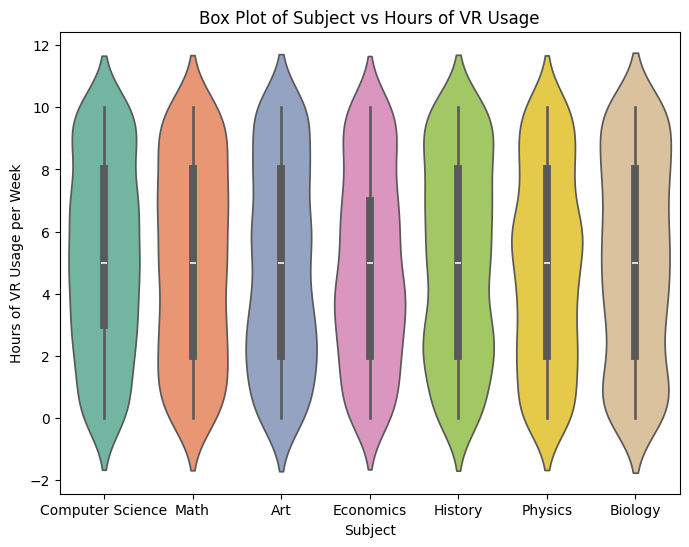 Box Plot of Subject vs Hours of VR Usage
12
10
8
6
4
2
0
−2
Hours of VR Usage per Week
Computer Science Math Art Economics History Physics Biology
Subject